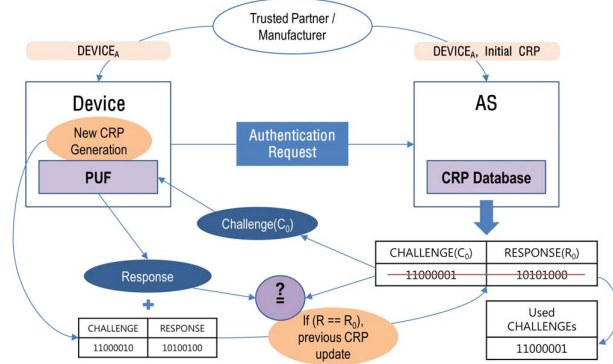 Trusted Partner /
Manufacturer
DEVICEA
DEVICEA, Initial CRP
Device
AS
New CRP
Generation
PUF
Authentication
Request
CRP Database
Challenge(C0)
CHALLENGE(C0) RESPONSE(R0)
11000001 10101000
Response
?
=
+
If (R == R0),
previous CRP
update
Used
CHALLENGEs
11000001
CHALLENGE RESPONSE
11000010 10100100